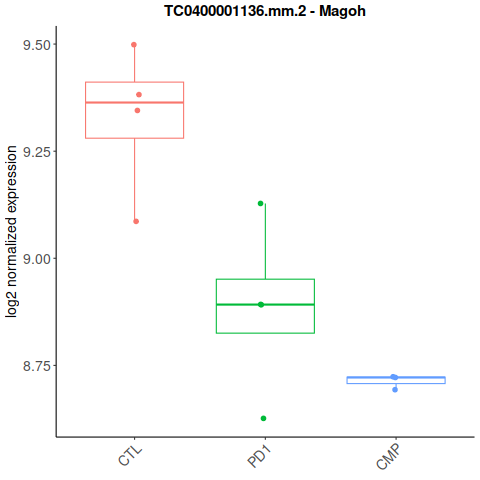 TC0400001136.mm.2 - Magoh
log2 normalized expression
9.50
9.25
9.00
8.75
CTL
PD1
CMP